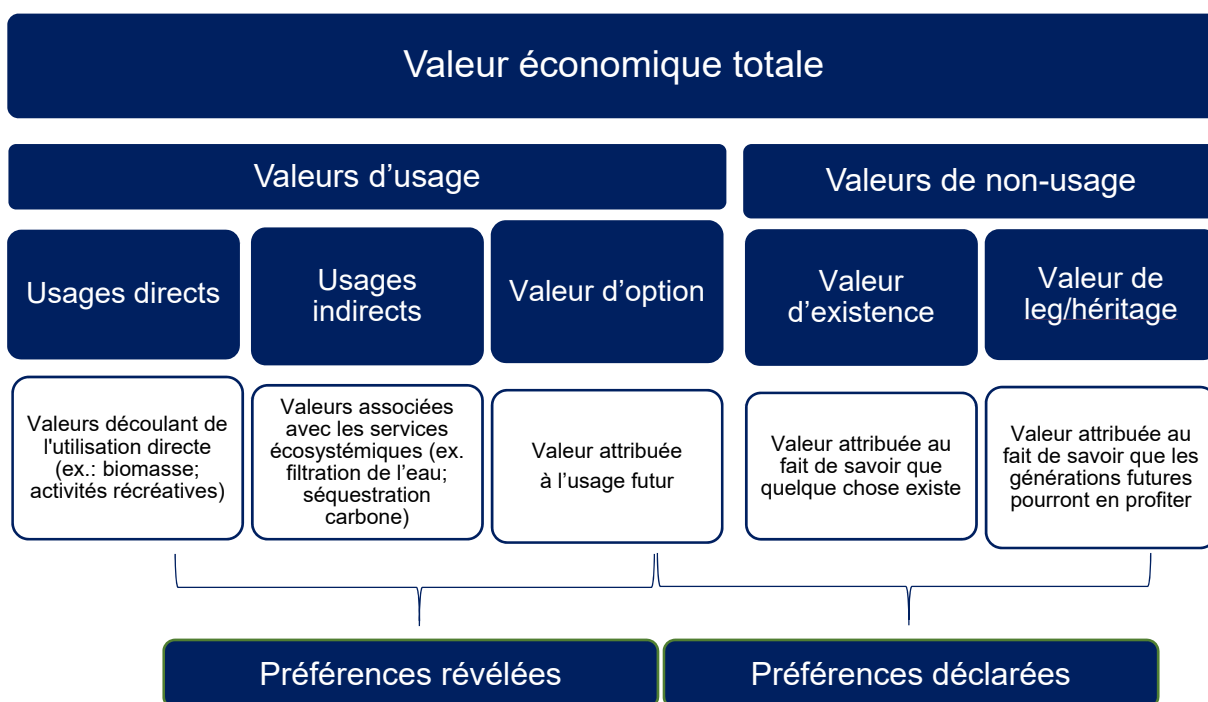 Valeur économique totale
Valeurs d’usage
Valeurs de non-usage
Usages directs
Usages
indirects
Valeur d’option
Valeur
d’existence
Valeur de
leg/héritage
Valeurs découlant de
l'utilisation directe
(ex.: biomasse;
activités récréatives)
Valeurs associées
avec les services
écosystémiques (ex.
filtration de l’eau;
séquestration
carbone)
Valeur attribuée
à l’usage futur
Valeur attribuée au
fait de savoir que
quelque chose existe
Valeur attribuée au
fait de savoir que les
générations futures
pourront en profiter
Préférences révélées
Préférences déclarées